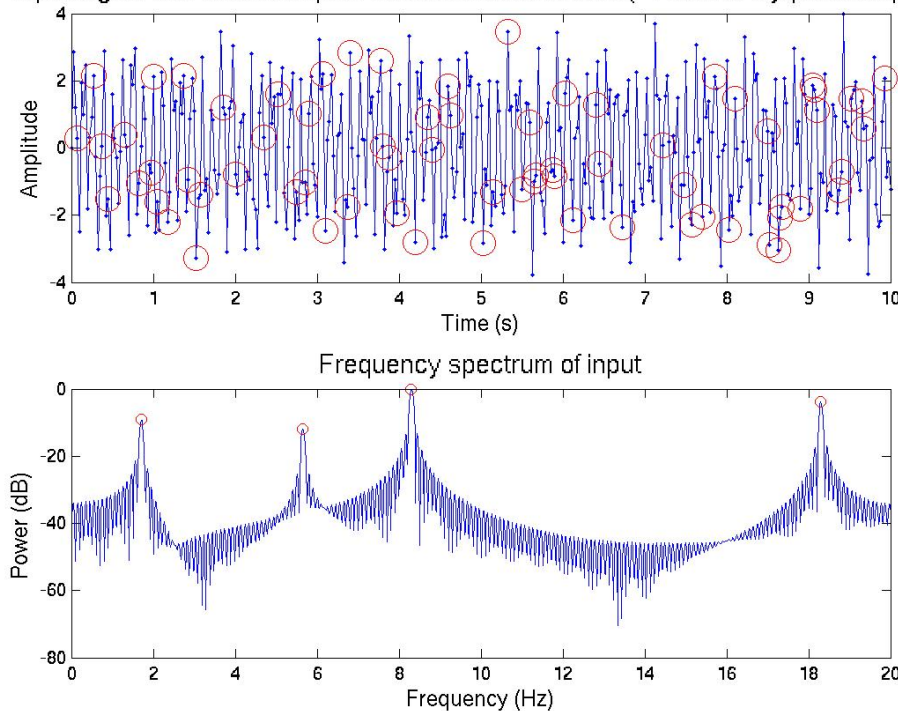 4
2
0
-2
-4
Amplitude
0 1 2 3 4 5 6 7 8 9 10
Time (s)
Frequency spectrum of input
0
-20
-40
-60
-80
Power (dB)
0 2 4 6 8 10 12 14 16 18 20
Frequency (Hz)